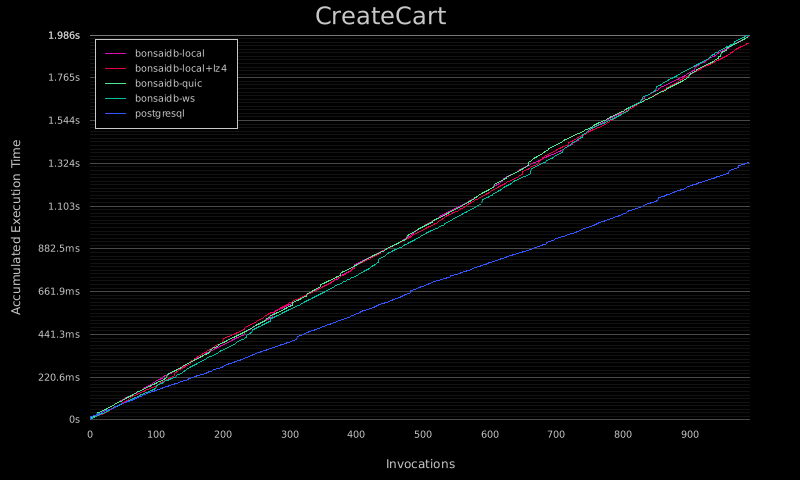 CreateCart
1.986s
1.765s
1.544s
1.324s
1.103s
882.5ms
661.9ms
441.3ms
220.6ms
0s
bonsaidb-local
bonsaidb-local+lz4
bonsaidb-quic
bonsaidb-ws
postgresql
Accumulated Execution Time
0 100 200 300 400 500 600 700 800 900
Invocations